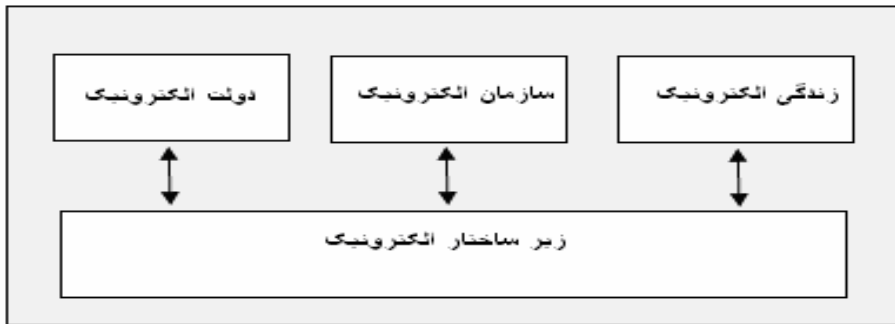 زندگی الکترونیک
سازمان الکترونیک
دولت الکترونیک
زیر ساختار الکترونیک